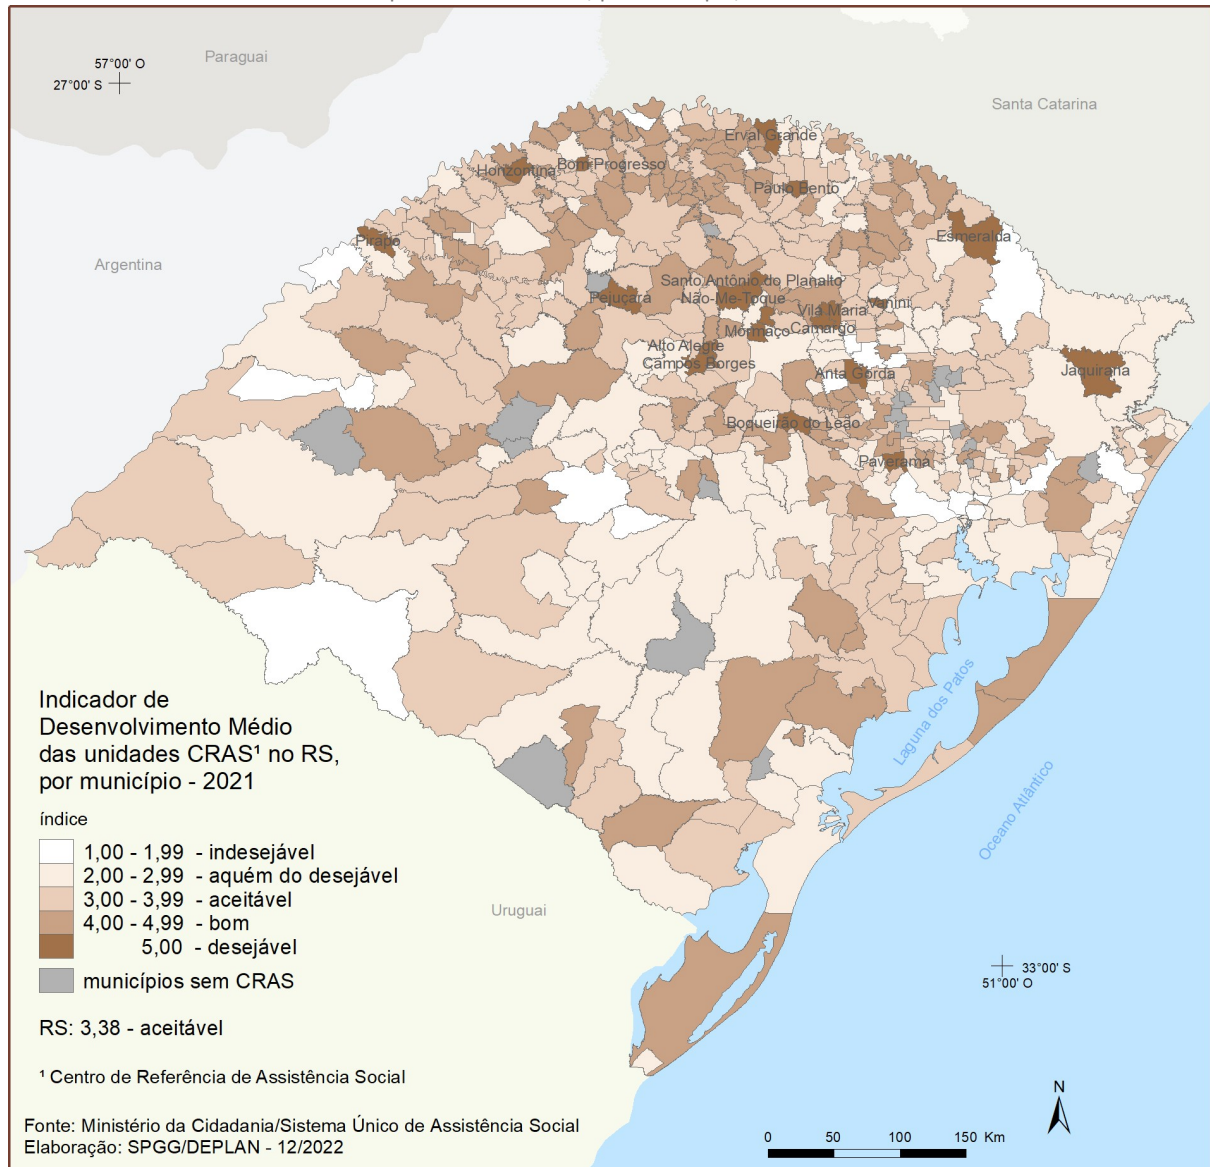 Paraguai
57°00' O
27°00' S
Santa Catarina
Erval Grande
Bom Progresso
Horizontina
Paulo Bento
Pirapó
Esmeralda
Argentina
Santo Antônio do Planalto
Pejuçara
Não-Me-Toque
Vanini
Vila Maria
Mormaço
Camargo
Alto Alegre
Campos Borges
Anta Gorda
Jaquirana
Boqueirão do Leão
Paverama
Laguna dos Patos
Oceano Atlântico
Indicador de
Desenvolvimento Médio
das unidades CRAS¹ no RS,
por município - 2021
índice
1,00 - 1,99 - indesejável
2,00 - 2,99 - aquém do desejável
3,00 - 3,99 - aceitável
4,00 - 4,99 - bom
5,00 - desejável
municípios sem CRAS
Uruguai
33°00' S
51°00' O
RS: 3,38 - aceitável
¹ Centro de Referência de Assistência Social
N
Fonte: Ministério da Cidadania/Sistema Único de Assistência Social
Elaboração: SPGG/DEPLAN - 12/2022
0 50 100 150 Km